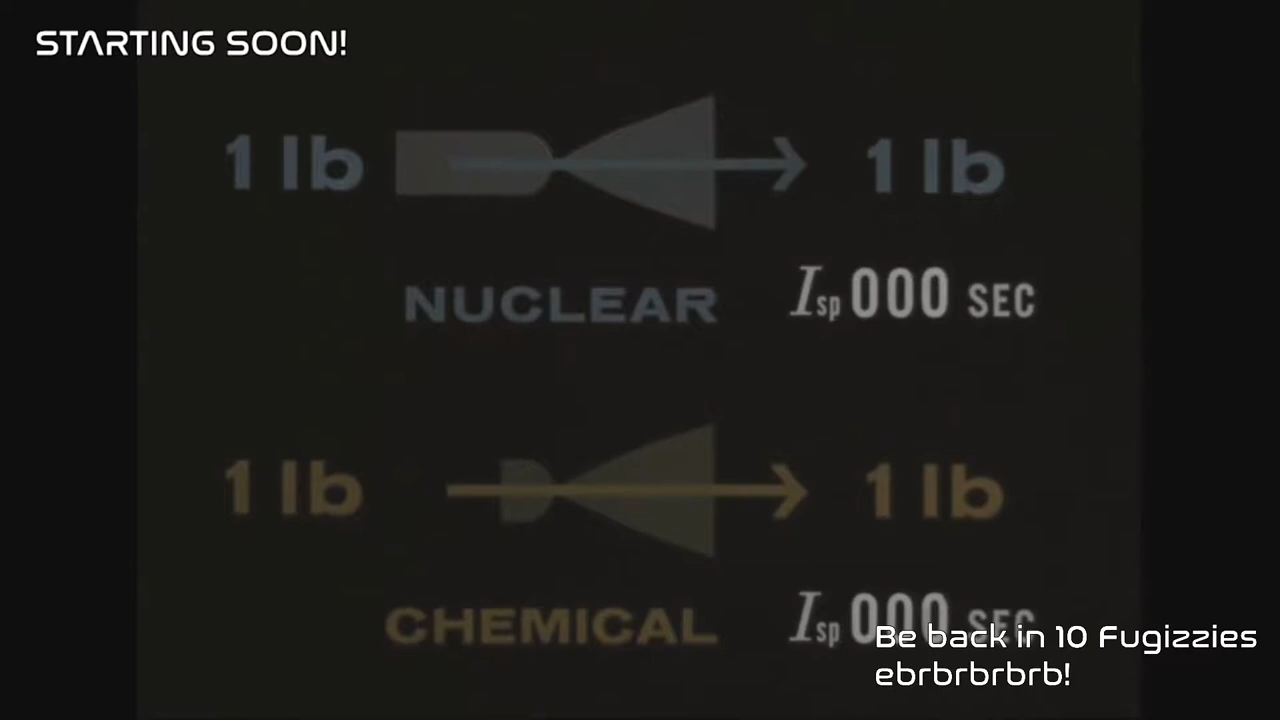 STARTING SOON!
1 lb 1 lb
NUCLEAR Isp 000 SEC
1 lb 1 lb
CHEMICAL Isp 000 SEC
Be back in 10 Fugizzies
ebrbrbrbrb!